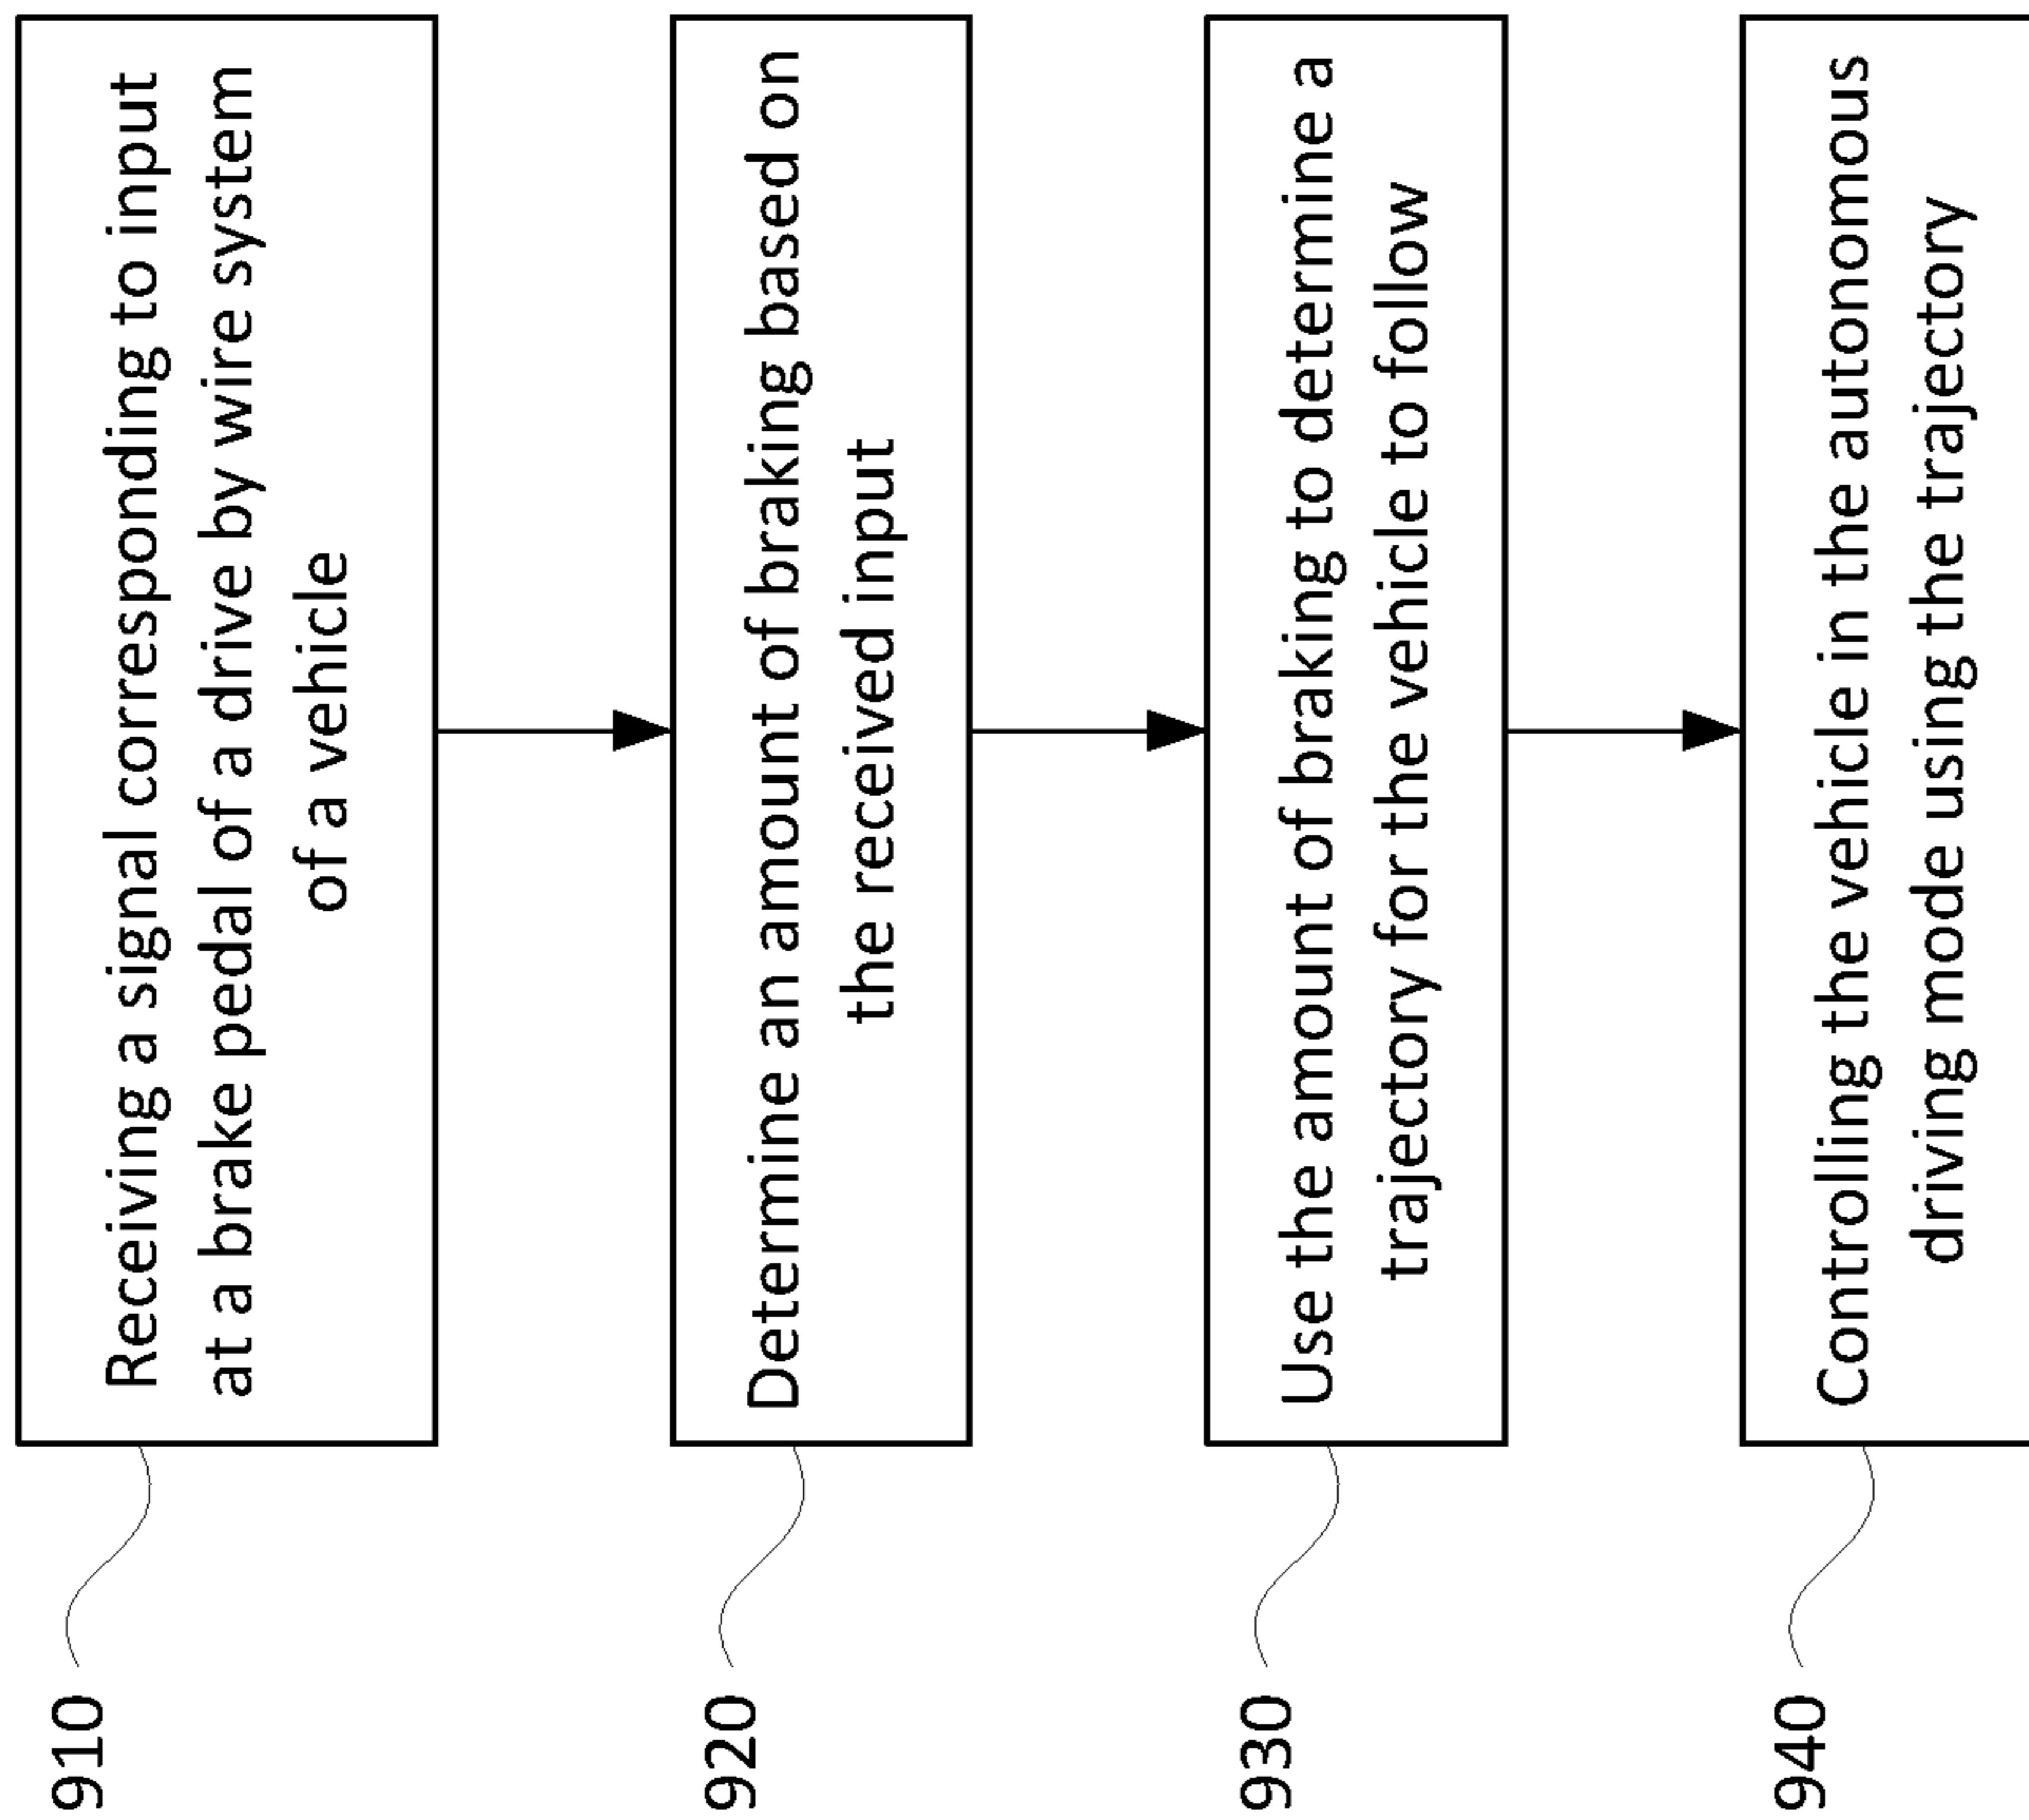 910
Receiving a signal corresponding to input
at a brake pedal of a drive by wire system
of a vehicle
920
Determine an amount of braking based on
the received input
930
Use the amount of braking to determine a
trajectory for the vehicle to follow
940
Controlling the vehicle in the autonomous
driving mode using the trajectory